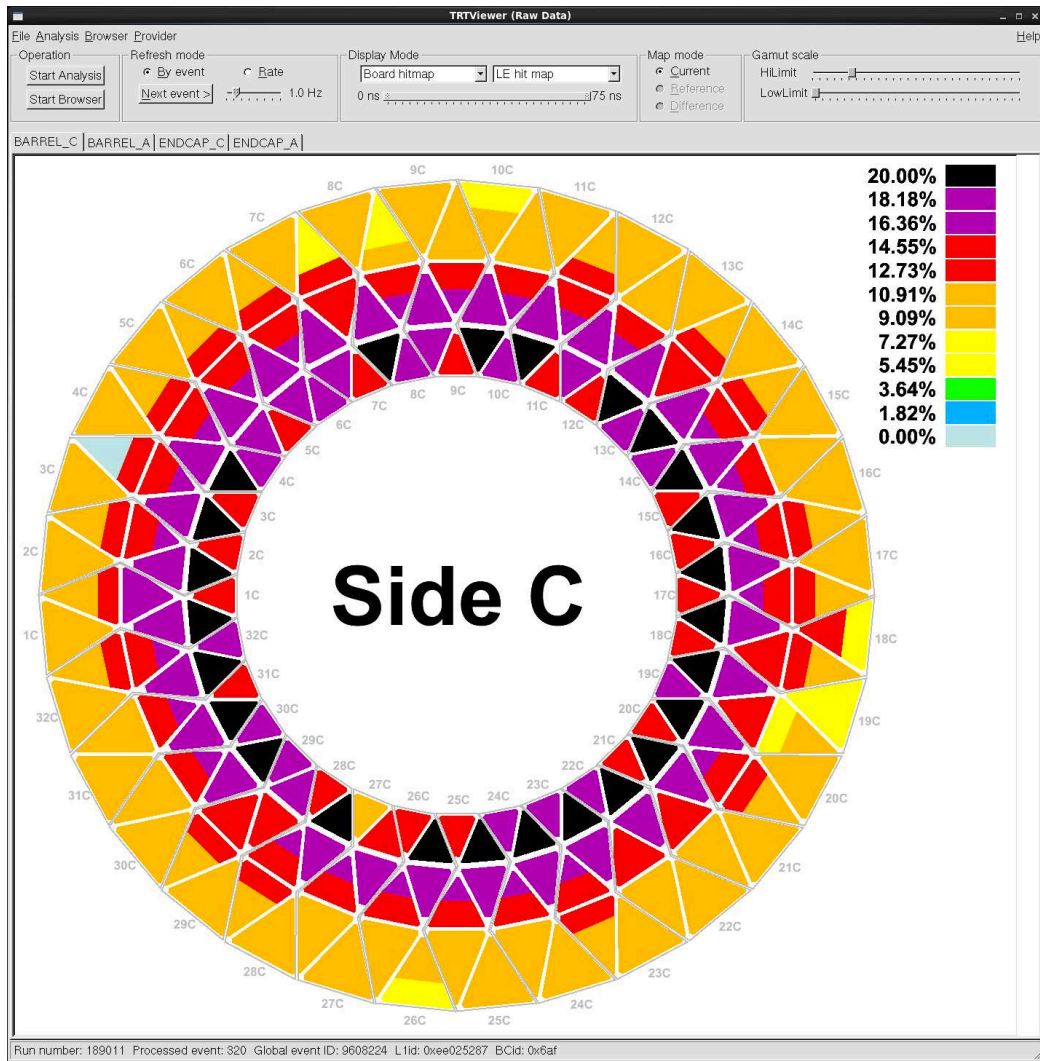 TRTViewer (Raw Data)
File Analysis Browser Provider Help
Operation Refresh mode Display Mode Map mode Gamut scale
Start Analysis By event Rate Board hitmap LE hit map Current HiLimit
Start Browser Next event > 1.0 Hz 0 ns 75 ns Reference LowLimit
Difference
BARREL_C BARREL_A ENDCAP_C ENDCAP_A
20.00%
18.18%
16.36%
14.55%
12.73%
10.91%
9.09%
7.27%
5.45%
3.64%
1.82%
0.00%
1C
2C
3C
4C
5C
6C
7C
8C
9C
10C
11C
12C
13C
14C
15C
16C
17C
18C
19C
20C
21C
22C
23C
24C
25C
26C
27C
28C
29C
30C
31C
32C
1C
2C
3C
4C
5C
6C
7C
8C
9C
10C
11C
12C
13C
14C
15C
16C
17C
18C
19C
20C
21C
22C
23C
24C
25C
26C
27C
28C
29C
30C
31C
32C
Side C
Run number: 189011 Processed event: 320 Global event ID: 9608224 L1id: 0xee025287 BCid: 0x6af